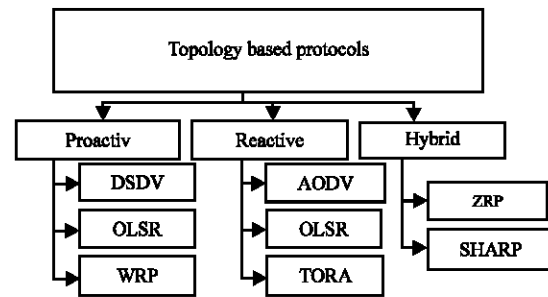 Topology based protocols
Proactiv
Reactive
Hybrid
DSDV
OLSR
WRP
AODV
OLSR
TORA
ZRP
SHARP